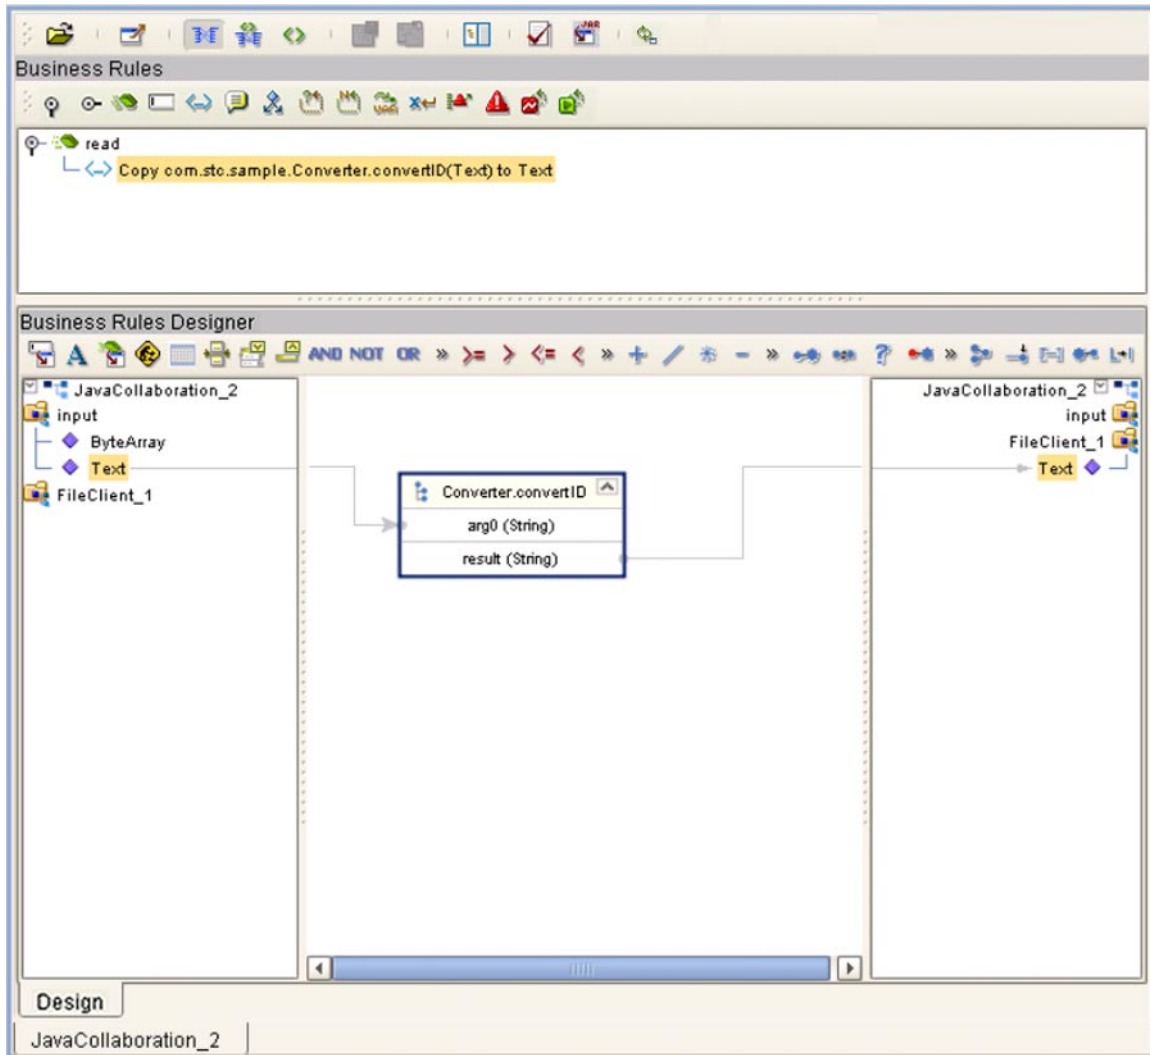 Business Rules
read
Copy com.stc.sample.Converter.convertID(Text) to Text
Business Rules Designer
A AND NOT OR » >= > <= < » + / - » ? » »
JavaCollaboration_2
input
ByteArray
Text
FileClient_1
Converter.convertID
arg0 (String)
result (String)
JavaCollaboration_2
input
FileClient_1
Text
Design
JavaCollaboration_2